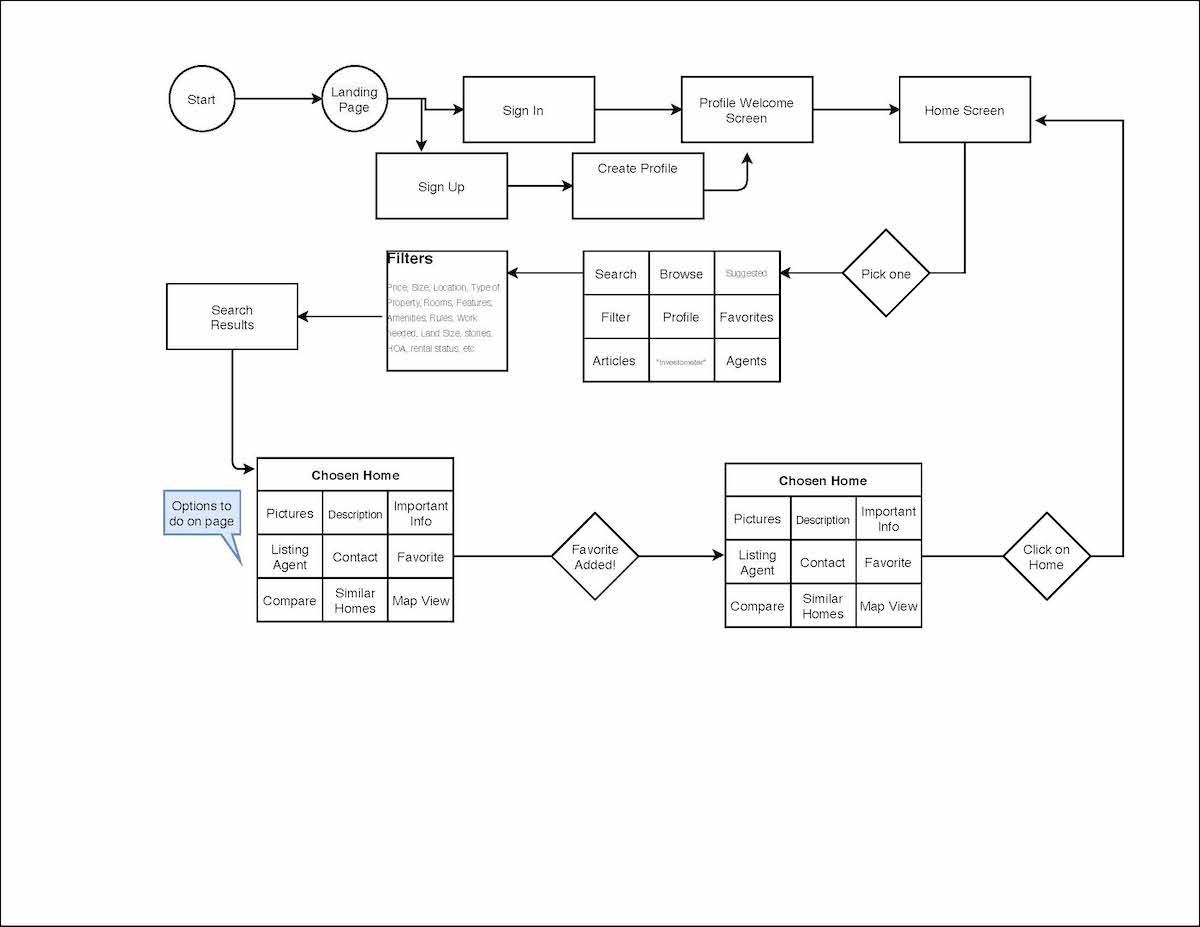 Start
Landing
Page
Sign In
Profile Welcome
Screen
Home Screen
Sign Up
Create Profile
Pick one
Search
Browse
Suggested
Filter
Profile
Favorites
Articles
"Investometer"
Agents
Filters
Price, Size, Location, Type of
Property, Rooms, Features,
Amenities, Rules, Work
needed, Land Size, stories,
HOA, rental status, etc
Search
Results
Options to
do on page
Chosen Home
Pictures
Description
Important
Info
Listing
Agent
Contact
Favorite
Compare
Similar
Homes
Map View
Favorite
Added!
Chosen Home
Pictures
Description
Important
Info
Listing
Agent
Contact
Favorite
Compare
Similar
Homes
Map View
Click on
Home